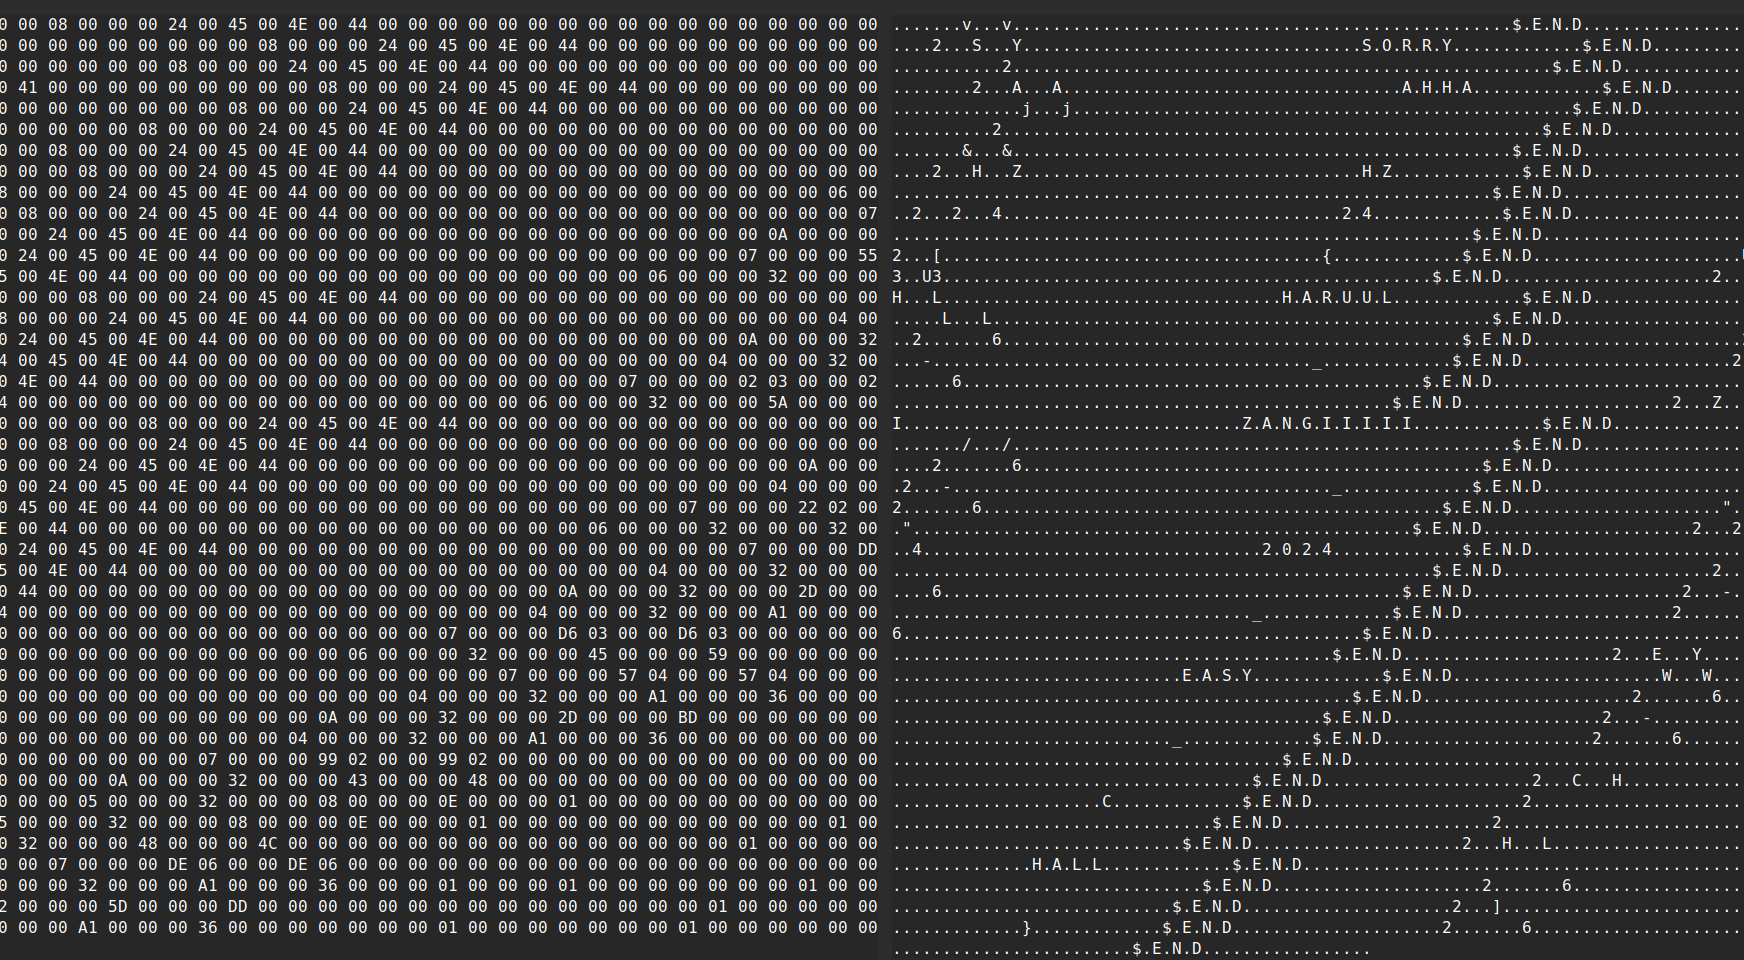 0 00 08 00 00 00 24 00 45 00 4E 00 44 00 00 00 00 00 00 00 00 00 00 00 00 00 00 00 00 00 v...v $.E.N.D
0 00 00 00 00 00 00 00 00 08 00 00 00 24 00 45 00 4E 00 44 00 00 00 00 00 00 00 00 00 00 2...S...Y S.O.R.R.Y $.E.N.D
0 00 00 00 00 00 08 00 00 00 24 00 45 00 4E 00 44 00 00 00 00 00 00 00 00 00 00 00 00 00 2 $.E.N.D
0 41 00 00 00 00 00 00 00 00 00 08 00 00 00 24 00 45 00 4E 00 44 00 00 00 00 00 00 00 00 2...A...A A.H.H.A $.E.N.D
0 00 00 00 00 00 00 00 08 00 00 00 24 00 45 00 4E 00 44 00 00 00 00 00 00 00 00 00 00 00 j...j $.E.N.D
0 00 00 00 00 08 00 00 00 24 00 45 00 4E 00 44 00 00 00 00 00 00 00 00 00 00 00 00 00 00 2 $.E.N.D
0 00 08 00 00 00 24 00 45 00 4E 00 44 00 00 00 00 00 00 00 00 00 00 00 00 00 00 00 00 00 &...& $.E.N.D
0 00 00 08 00 00 00 24 00 45 00 4E 00 44 00 00 00 00 00 00 00 00 00 00 00 00 00 00 00 00 2...H...Z H.Z $.E.N.D
8 00 00 00 24 00 45 00 4E 00 44 00 00 00 00 00 00 00 00 00 00 00 00 00 00 00 00 00 06 00 $.E.N.D
0 08 00 00 00 24 00 45 00 4E 00 44 00 00 00 00 00 00 00 00 00 00 00 00 00 00 00 00 00 07 2...2...4 2.4 $.E.N.D
0 00 24 00 45 00 4E 00 44 00 00 00 00 00 00 00 00 00 00 00 00 00 00 00 00 00 0A 00 00 00 $.E.N.D
0 24 00 45 00 4E 00 44 00 00 00 00 00 00 00 00 00 00 00 00 00 00 00 00 00 07 00 00 00 55 2...[ { $.E.N.D
5 00 4E 00 44 00 00 00 00 00 00 00 00 00 00 00 00 00 00 00 00 00 06 00 00 00 32 00 00 00 3..U3 $.E.N.D 2
0 00 00 08 00 00 00 24 00 45 00 4E 00 44 00 00 00 00 00 00 00 00 00 00 00 00 00 00 00 00 H...L H.A.R.U.U.L $.E.N.D
8 00 00 00 24 00 45 00 4E 00 44 00 00 00 00 00 00 00 00 00 00 00 00 00 00 00 00 00 04 00 L...L $.E.N.D
0 24 00 45 00 4E 00 44 00 00 00 00 00 00 00 00 00 00 00 00 00 00 00 00 00 0A 00 00 00 32 2.......6 $.E.N.D
4 00 45 00 4E 00 44 00 00 00 00 00 00 00 00 00 00 00 00 00 00 00 00 00 04 00 00 00 32 00 - _ $.E.N.D 2
0 4E 00 44 00 00 00 00 00 00 00 00 00 00 00 00 00 00 00 00 00 07 00 00 00 02 03 00 00 02 6 $.E.N.D
4 00 00 00 00 00 00 00 00 00 00 00 00 00 00 00 00 00 06 00 00 00 32 00 00 00 5A 00 00 00 $.E.N.D 2...Z
0 00 00 00 00 08 00 00 00 24 00 45 00 4E 00 44 00 00 00 00 00 00 00 00 00 00 00 00 00 00 I Z.A.N.G.I.I.I.I.I $.E.N.D
0 00 08 00 00 00 24 00 45 00 4E 00 44 00 00 00 00 00 00 00 00 00 00 00 00 00 00 00 00 00 /.../ $.E.N.D
0 00 00 24 00 45 00 4E 00 44 00 00 00 00 00 00 00 00 00 00 00 00 00 00 00 00 00 0A 00 00 2.......6 $.E.N.D
0 00 24 00 45 00 4E 00 44 00 00 00 00 00 00 00 00 00 00 00 00 00 00 00 00 00 04 00 00 00 2...- _ $.E.N.D
0 45 00 4E 00 44 00 00 00 00 00 00 00 00 00 00 00 00 00 00 00 00 00 07 00 00 00 22 02 00 2.......6 $.E.N.D "
E 00 44 00 00 00 00 00 00 00 00 00 00 00 00 00 00 00 00 00 06 00 00 00 32 00 00 00 32 00 " $.E.N.D 2...2
0 24 00 45 00 4E 00 44 00 00 00 00 00 00 00 00 00 00 00 00 00 00 00 00 00 07 00 00 00 DD 4 2.0.2.4 $.E.N.D
5 00 4E 00 44 00 00 00 00 00 00 00 00 00 00 00 00 00 00 00 00 00 04 00 00 00 32 00 00 00 $.E.N.D 2
0 44 00 00 00 00 00 00 00 00 00 00 00 00 00 00 00 00 00 0A 00 00 00 32 00 00 00 2D 00 00 6 $.E.N.D 2...-
4 00 00 00 00 00 00 00 00 00 00 00 00 00 00 00 00 00 04 00 00 00 32 00 00 00 A1 00 00 00 _ $.E.N.D 2
0 00 00 00 00 00 00 00 00 00 00 00 00 00 00 07 00 00 00 D6 03 00 00 D6 03 00 00 00 00 00 6 $.E.N.D
0 00 00 00 00 00 00 00 00 00 00 00 06 00 00 00 32 00 00 00 45 00 00 00 59 00 00 00 00 00 $.E.N.D 2...E...Y
0 00 00 00 00 00 00 00 00 00 00 00 00 00 00 00 00 07 00 00 00 57 04 00 00 57 04 00 00 00 E.A.S.Y $.E.N.D W...W
0 00 00 00 00 00 00 00 00 00 00 00 00 00 04 00 00 00 32 00 00 00 A1 00 00 00 36 00 00 00 $.E.N.D 2.......6
0 00 00 00 00 00 00 00 00 00 00 0A 00 00 00 32 00 00 00 2D 00 00 00 BD 00 00 00 00 00 00 $.E.N.D 2...-
0 00 00 00 00 00 00 00 00 00 04 00 00 00 32 00 00 00 A1 00 00 00 36 00 00 00 00 00 00 00 _ $.E.N.D 2.......6
0 00 00 00 00 00 00 07 00 00 00 99 02 00 00 99 02 00 00 00 00 00 00 00 00 00 00 00 00 00 $.E.N.D
0 00 00 00 0A 00 00 00 32 00 00 00 43 00 00 00 48 00 00 00 00 00 00 00 00 00 00 00 00 00 $.E.N.D 2...C...H
0 00 00 05 00 00 00 32 00 00 00 08 00 00 00 0E 00 00 00 01 00 00 00 00 00 00 00 00 00 00 C $.E.N.D 2
5 00 00 00 32 00 00 00 08 00 00 00 0E 00 00 00 01 00 00 00 00 00 00 00 00 00 00 00 01 00 $.E.N.D 2
0 32 00 00 00 48 00 00 00 4C 00 00 00 00 00 00 00 00 00 00 00 00 00 00 00 01 00 00 00 00 $.E.N.D 2...H...L
0 00 07 00 00 00 DE 06 00 00 DE 06 00 00 00 00 00 00 00 00 00 00 00 00 00 00 00 00 00 00 H.A.L.L $.E.N.D
0 00 00 32 00 00 00 A1 00 00 00 36 00 00 00 01 00 00 00 01 00 00 00 00 00 00 00 01 00 00 $.E.N.D 2.......6
2 00 00 00 5D 00 00 00 DD 00 00 00 00 00 00 00 00 00 00 00 00 00 00 00 01 00 00 00 00 00 $.E.N.D 2...]
0 00 00 A1 00 00 00 36 00 00 00 00 00 00 00 01 00 00 00 00 00 00 00 01 00 00 00 00 00 00 } $.E.N.D 2.......6
$.E.N.D